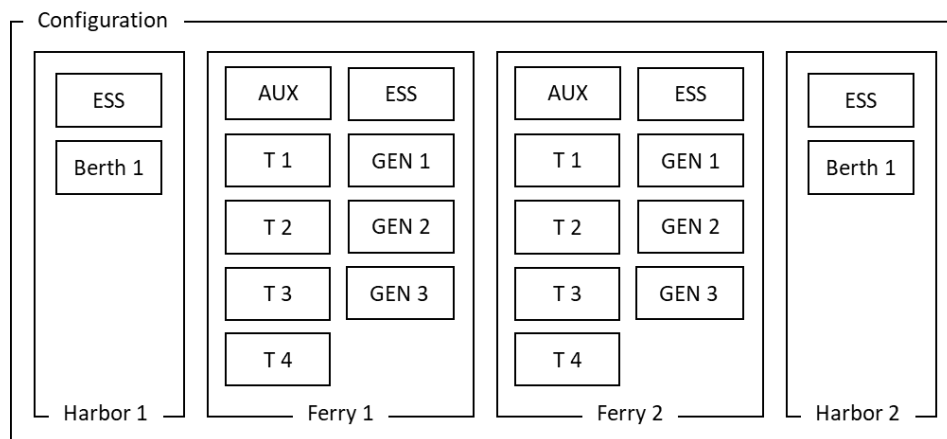 Configuration
ESS
Berth 1
Harbor 1
AUX
ESS
T 1
GEN 1
T 2
GEN 2
T 3
GEN 3
T 4
Ferry 1
AUX
ESS
T 1
GEN 1
T 2
GEN 2
T 3
GEN 3
T 4
Ferry 2
ESS
Berth 1
Harbor 2